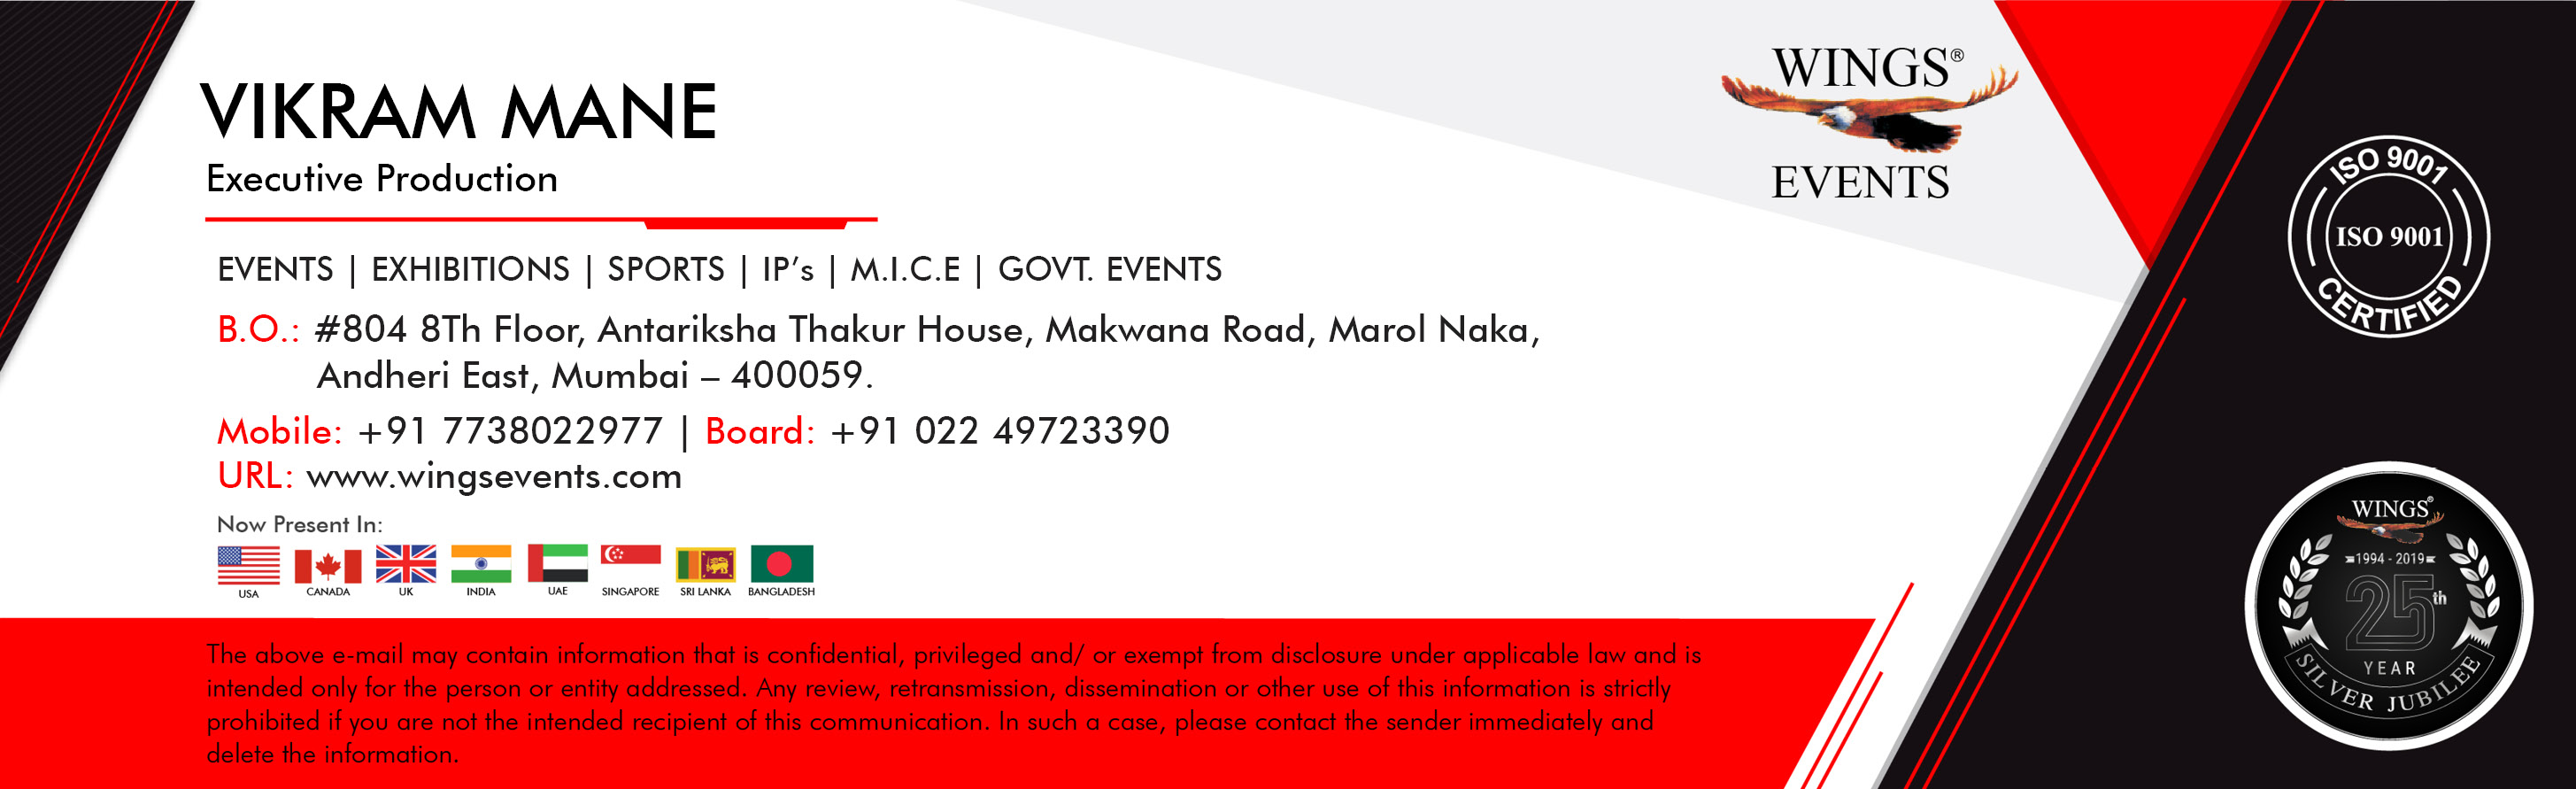 VIKRAM MANE
Executive Production
WINGS®
EVENTS
EVENTS | EXHIBITIONS | SPORTS | IP's | M.I.C.E | GOVT. EVENTS
B.O.: #804 8Th Floor, Antariksha Thakur House, Makwana Road, Marol Naka,
Andheri East, Mumbai – 400059.
Mobile: +91 7738022977 | Board: +91 022 49723390
URL: www.wingsevents.com
Now Present In:
USA CANADA UK INDIA UAE SINGAPORE SRI LANKA BANGLADESH
The above e-mail may contain information that is confidential, privileged and/ or exempt from disclosure under applicable law and is
intended only for the person or entity addressed. Any review, retransmission, dissemination or other use of this information is strictly
prohibited if you are not the intended recipient of this communication. In such a case, please contact the sender immediately and
delete the information.
ISO 9001
ISO 9001
CERTIFIED
WINGS®
1994 - 2019
25th
YEAR
SILVER JUBILEE